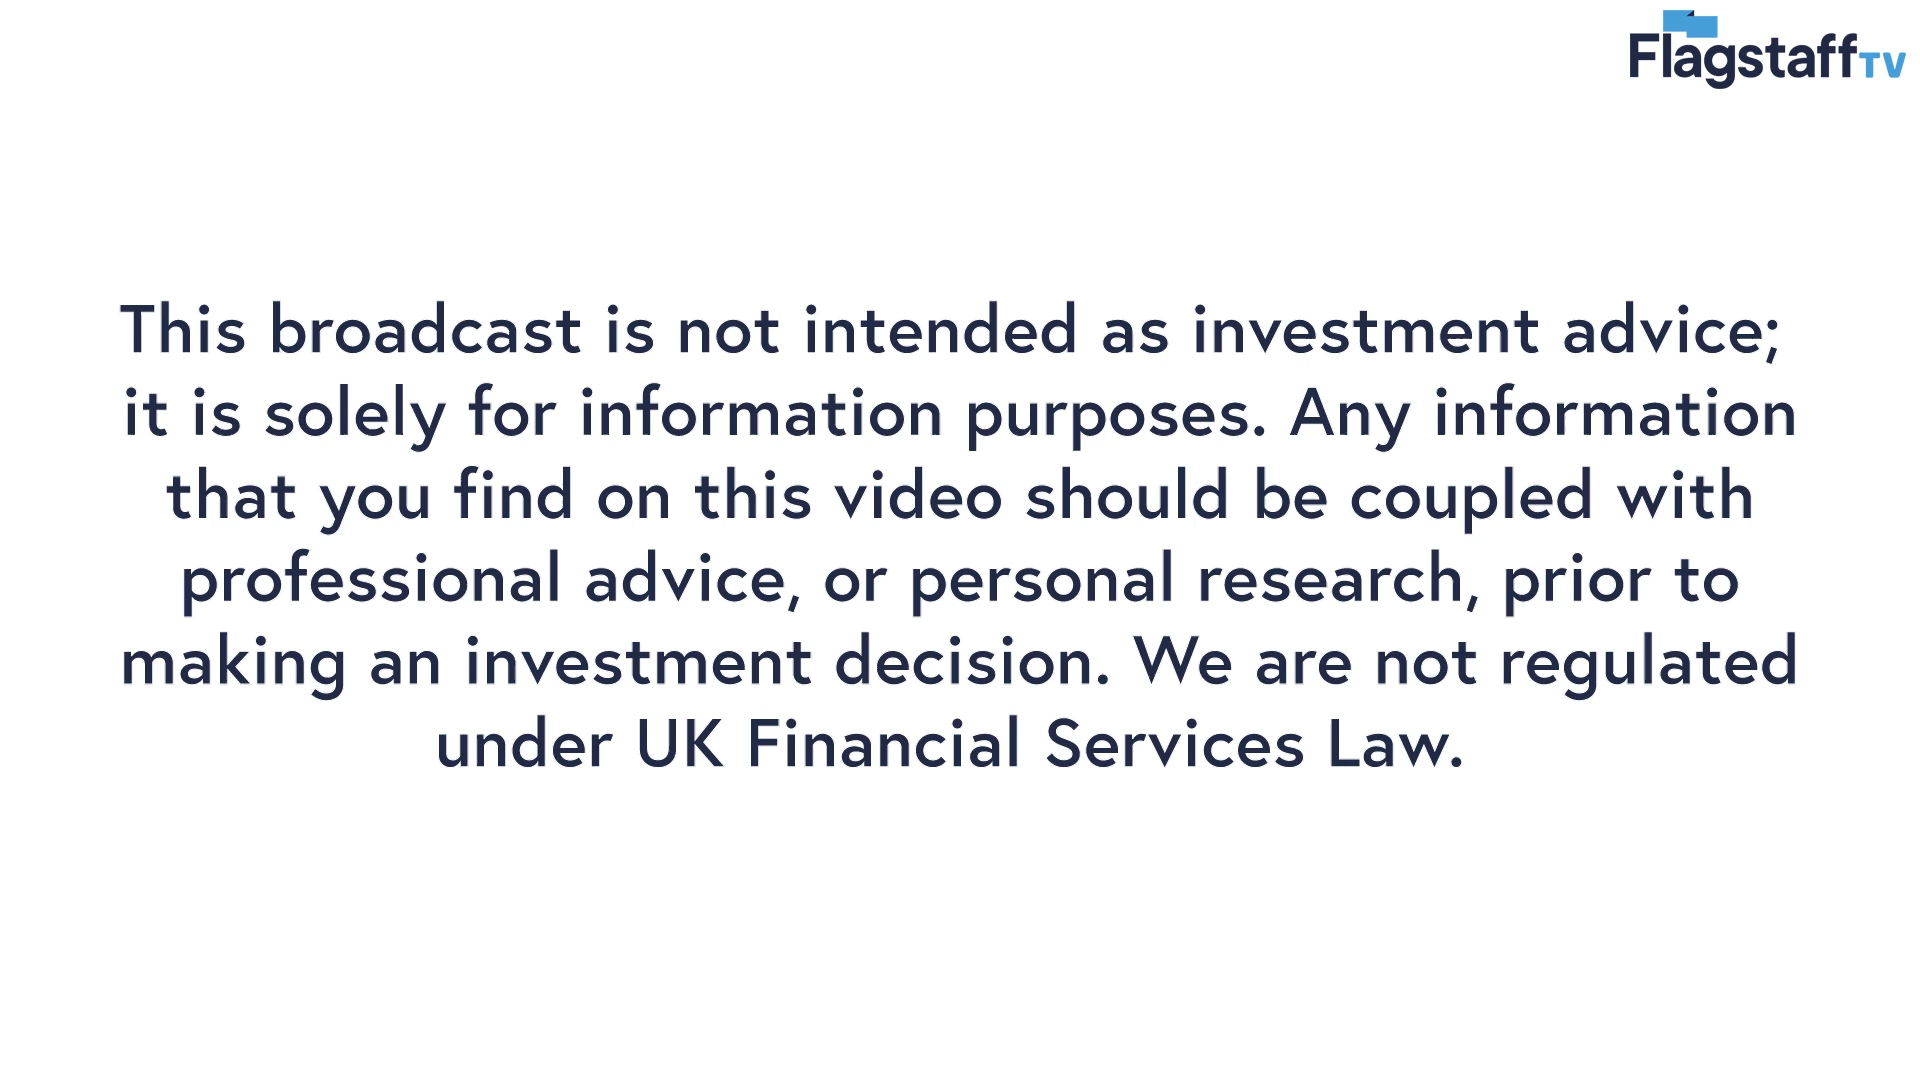 FlagstaffTV
This broadcast is not intended as investment advice;
it is solely for information purposes. Any information
that you find on this video should be coupled with
professional advice, or personal research, prior to
making an investment decision. We are not regulated
under UK Financial Services Law.